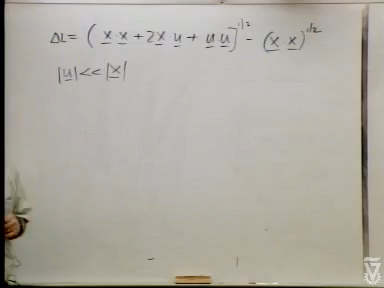 ΔL = ( x̲·x̲ + 2x̲·u̲ + u̲ u̲ ]^1/2 - (x̲·x̲)^1/2
|u̲| << |x̲|